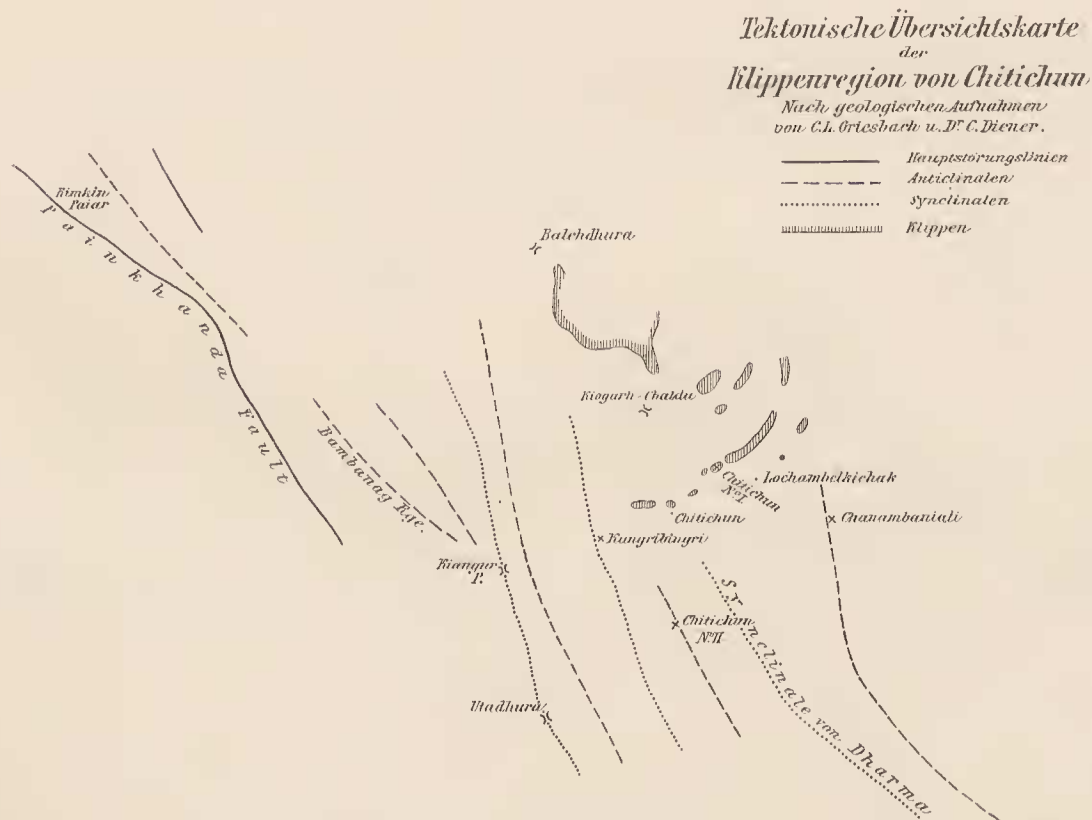 Tektonische Übersichtskarte
der
Klippenregion von Chitichun
Nach geologischen Aufnahmen
von C.L. Griesbach u. Dr. C. Diener.
Hauptstörungslinien
Anticlinalen
Synclinalen
Klippen
Rimkin
Paiar
Painkhanda Fault
Balchdhura
Kiogarh-Chaldu
Bambanag Rge.
Chitichun
No. I
Lochambelkichak
Chitichun
Chanambaniali
Kungribingri
Kiangur
P.
Chitichun
No. II
Synclinale von Dharma
Utadhura